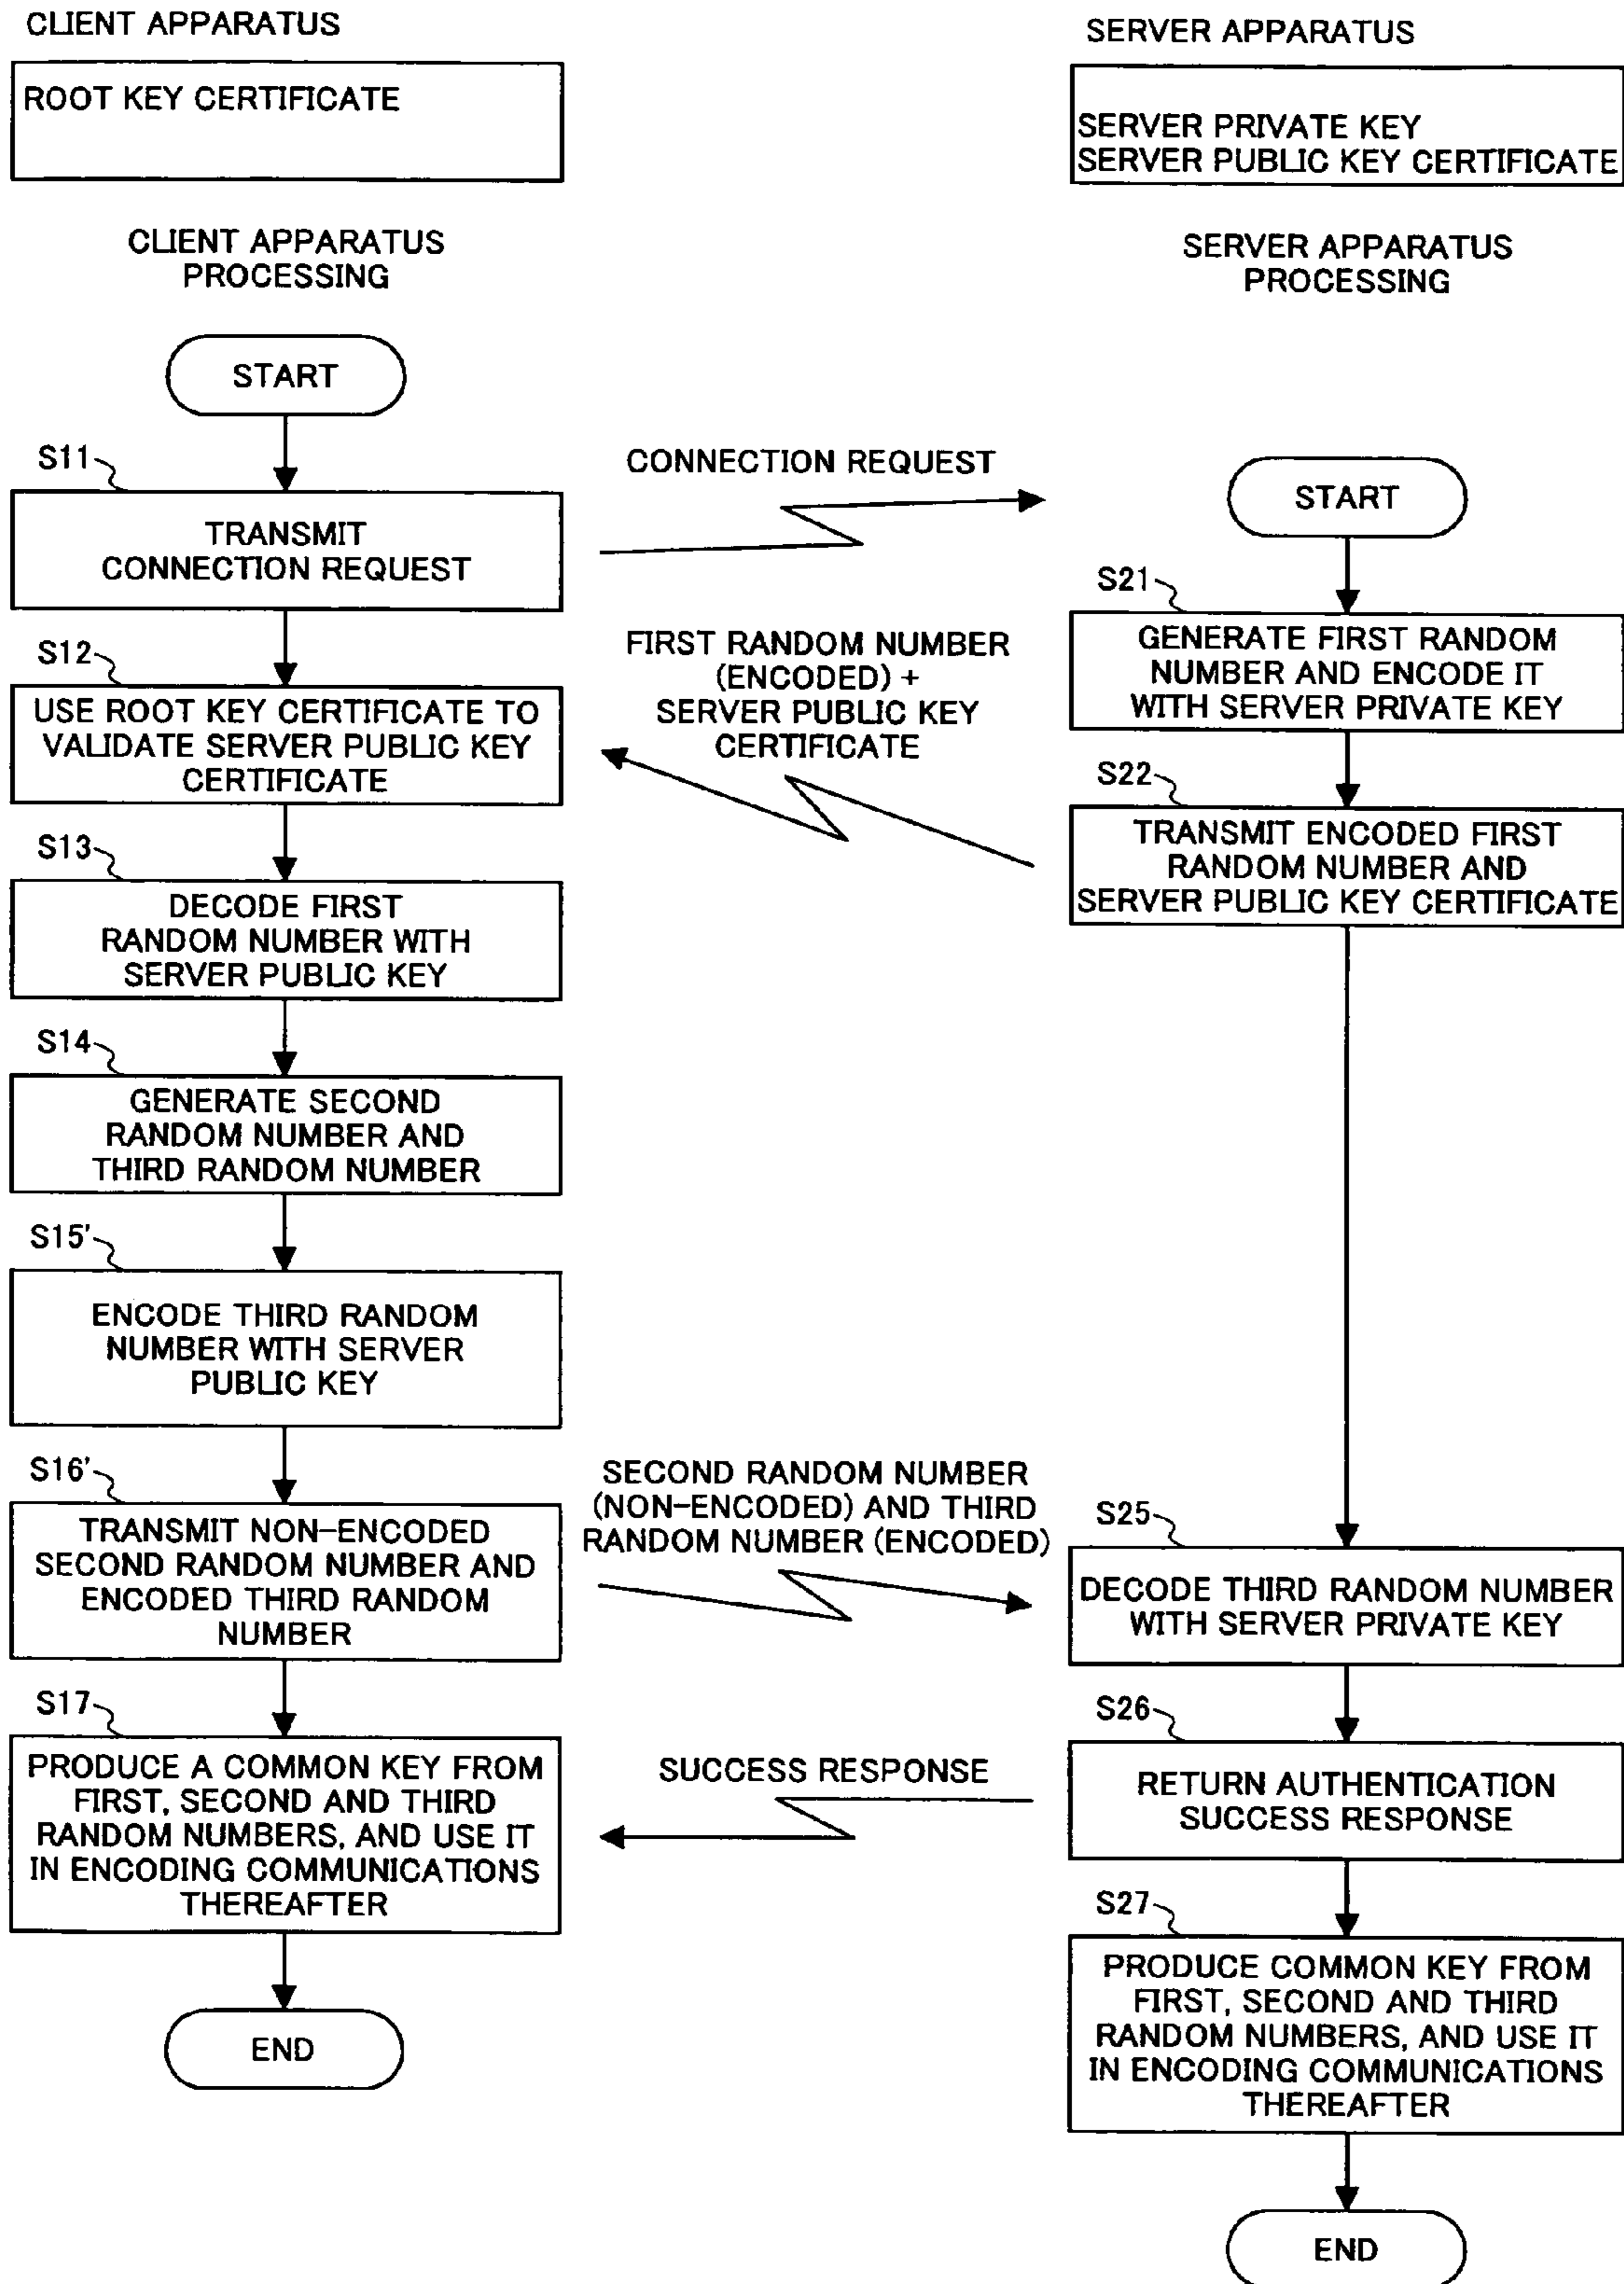 CLIENT APPARATUS
ROOT KEY CERTIFICATE
SERVER APPARATUS
SERVER PRIVATE KEY
SERVER PUBLIC KEY CERTIFICATE
CLIENT APPARATUS
PROCESSING
SERVER APPARATUS
PROCESSING
START
S11
TRANSMIT
CONNECTION REQUEST
CONNECTION REQUEST
START
S21
GENERATE FIRST RANDOM
NUMBER AND ENCODE IT
WITH SERVER PRIVATE KEY
S22
TRANSMIT ENCODED FIRST
RANDOM NUMBER AND
SERVER PUBLIC KEY CERTIFICATE
FIRST RANDOM NUMBER
(ENCODED) +
SERVER PUBLIC KEY
CERTIFICATE
S12
USE ROOT KEY CERTIFICATE TO
VALIDATE SERVER PUBLIC KEY
CERTIFICATE
S13
DECODE FIRST
RANDOM NUMBER WITH
SERVER PUBLIC KEY
S14
GENERATE SECOND
RANDOM NUMBER AND
THIRD RANDOM NUMBER
S15'
ENCODE THIRD RANDOM
NUMBER WITH SERVER
PUBLIC KEY
S16'
TRANSMIT NON-ENCODED
SECOND RANDOM NUMBER AND
ENCODED THIRD RANDOM
NUMBER
SECOND RANDOM NUMBER
(NON-ENCODED) AND THIRD
RANDOM NUMBER (ENCODED)
S25
DECODE THIRD RANDOM NUMBER
WITH SERVER PRIVATE KEY
S26
RETURN AUTHENTICATION
SUCCESS RESPONSE
SUCCESS RESPONSE
S17
PRODUCE A COMMON KEY FROM
FIRST, SECOND AND THIRD
RANDOM NUMBERS, AND USE IT
IN ENCODING COMMUNICATIONS
THEREAFTER
END
S27
PRODUCE COMMON KEY FROM
FIRST, SECOND AND THIRD
RANDOM NUMBERS, AND USE IT
IN ENCODING COMMUNICATIONS
THEREAFTER
END